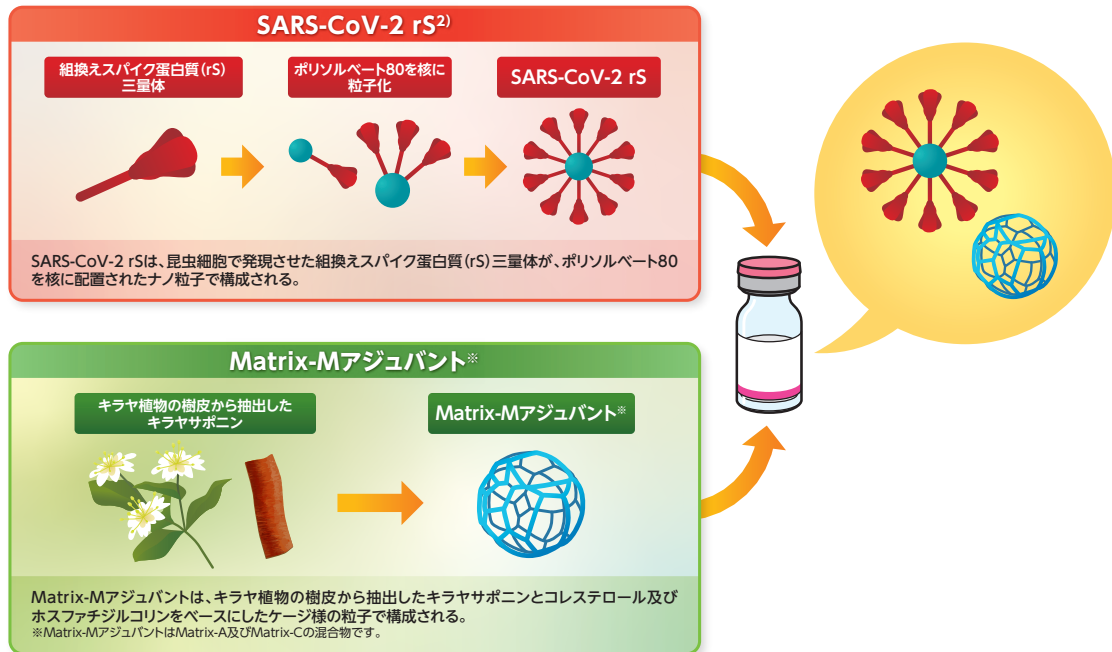 SARS-CoV-2 rS2)
組換えスパイク蛋白質(rS)
三量体
ポリソルベート80を核に
粒子化
SARS-CoV-2 rS
SARS-CoV-2 rSは、昆虫細胞で発現させた組換えスパイク蛋白質(rS)三量体が、ポリソルベート80
を核に配置されたナノ粒子で構成される。
Matrix-Mアジュバント※
キラヤ植物の樹皮から抽出した
キラヤサポニン
Matrix-Mアジュバント※
Matrix-Mアジュバントは、キラヤ植物の樹皮から抽出したキラヤサポニンとコレステロール及び
ホスファチジルコリンをベースにしたケージ様の粒子で構成される。
※Matrix-MアジュバントはMatrix-A及びMatrix-Cの混合物です。